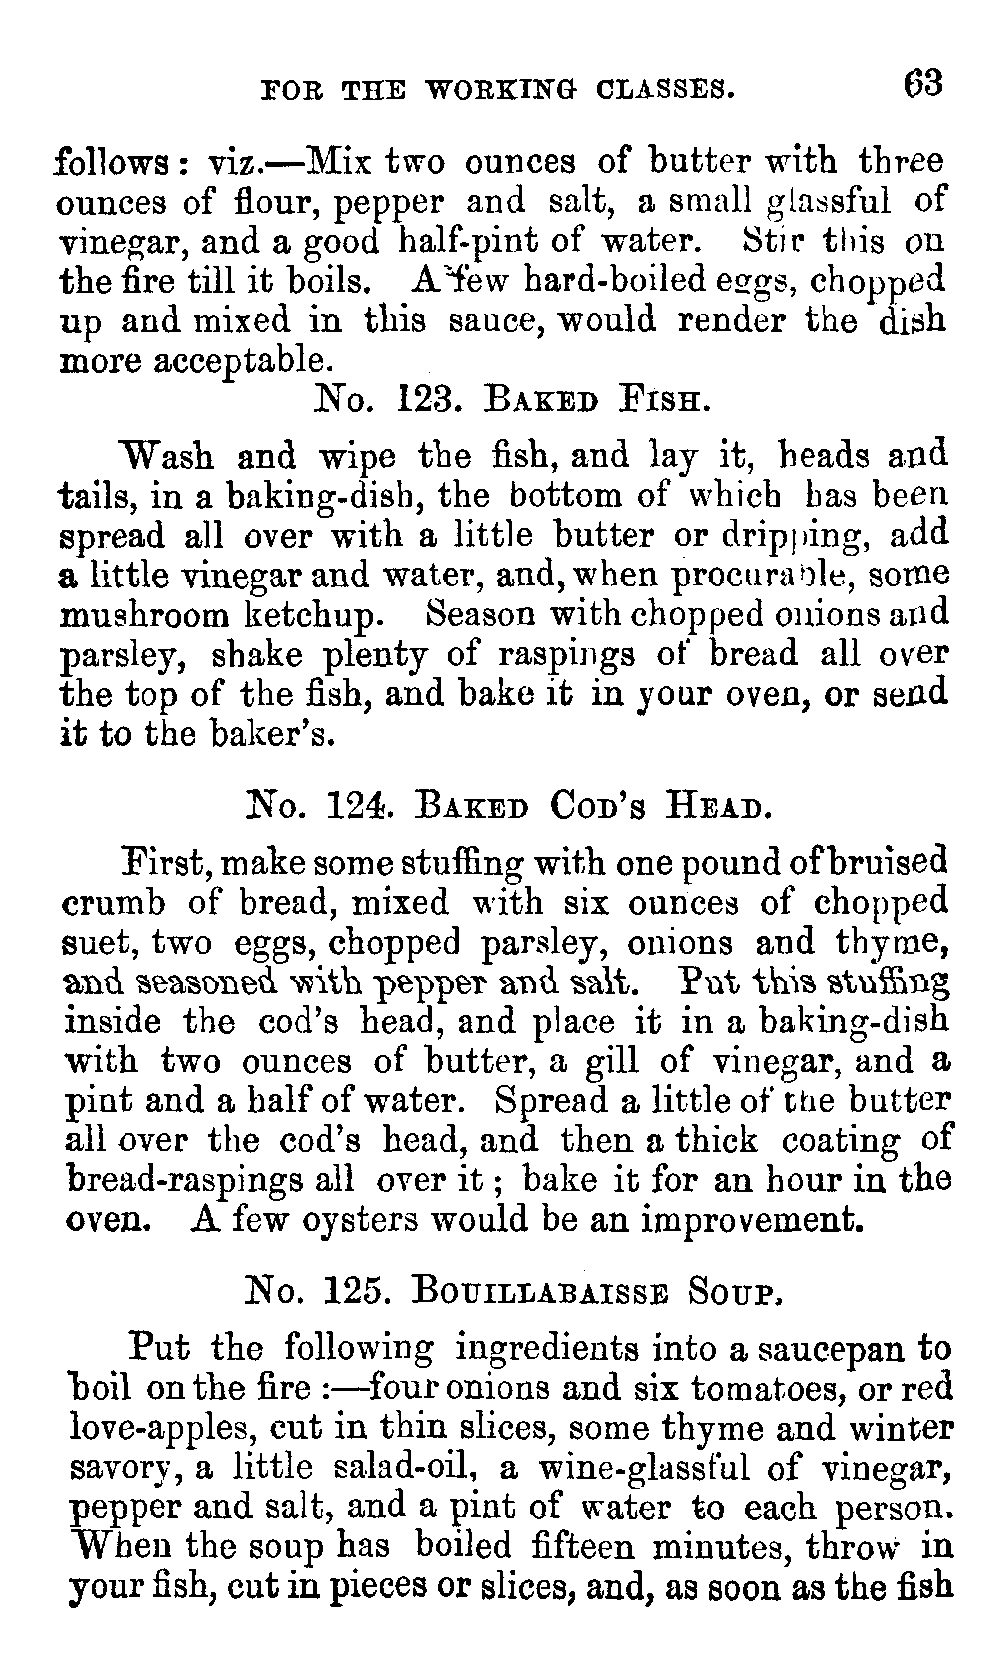 FOR THE WORKING CLASSES. 63
follows: viz.—Mix two ounces of butter with three
ounces of flour, pepper and salt, a small glassful of
vinegar, and a good half-pint of water. Stir this on
the fire till it boils. A few hard-boiled eggs, chopped
up and mixed in this sauce, would render the dish
more acceptable.
No. 123. BAKED FISH.
Wash and wipe the fish, and lay it, heads and
tails, in a baking-dish, the bottom of which has been
spread all over with a little butter or dripping, add
a little vinegar and water, and, when procurable, some
mushroom ketchup. Season with chopped onions and
parsley, shake plenty of raspings of bread all over
the top of the fish, and bake it in your oven, or send
it to the baker's.
No. 124. BAKED COD'S HEAD.
First, make some stuffing with one pound of bruised
crumb of bread, mixed with six ounces of chopped
suet, two eggs, chopped parsley, onions and thyme,
and seasoned with pepper and salt. Put this stuffing
inside the cod's head, and place it in a baking-dish
with two ounces of butter, a gill of vinegar, and a
pint and a half of water. Spread a little of the butter
all over the cod's head, and then a thick coating of
bread-raspings all over it; bake it for an hour in the
oven. A few oysters would be an improvement.
No. 125. BOUILLABAISSE SOUP.
Put the following ingredients into a saucepan to
boil on the fire:—four onions and six tomatoes, or red
love-apples, cut in thin slices, some thyme and winter
savory, a little salad-oil, a wine-glassful of vinegar,
pepper and salt, and a pint of water to each person.
When the soup has boiled fifteen minutes, throw in
your fish, cut in pieces or slices, and, as soon as the fish